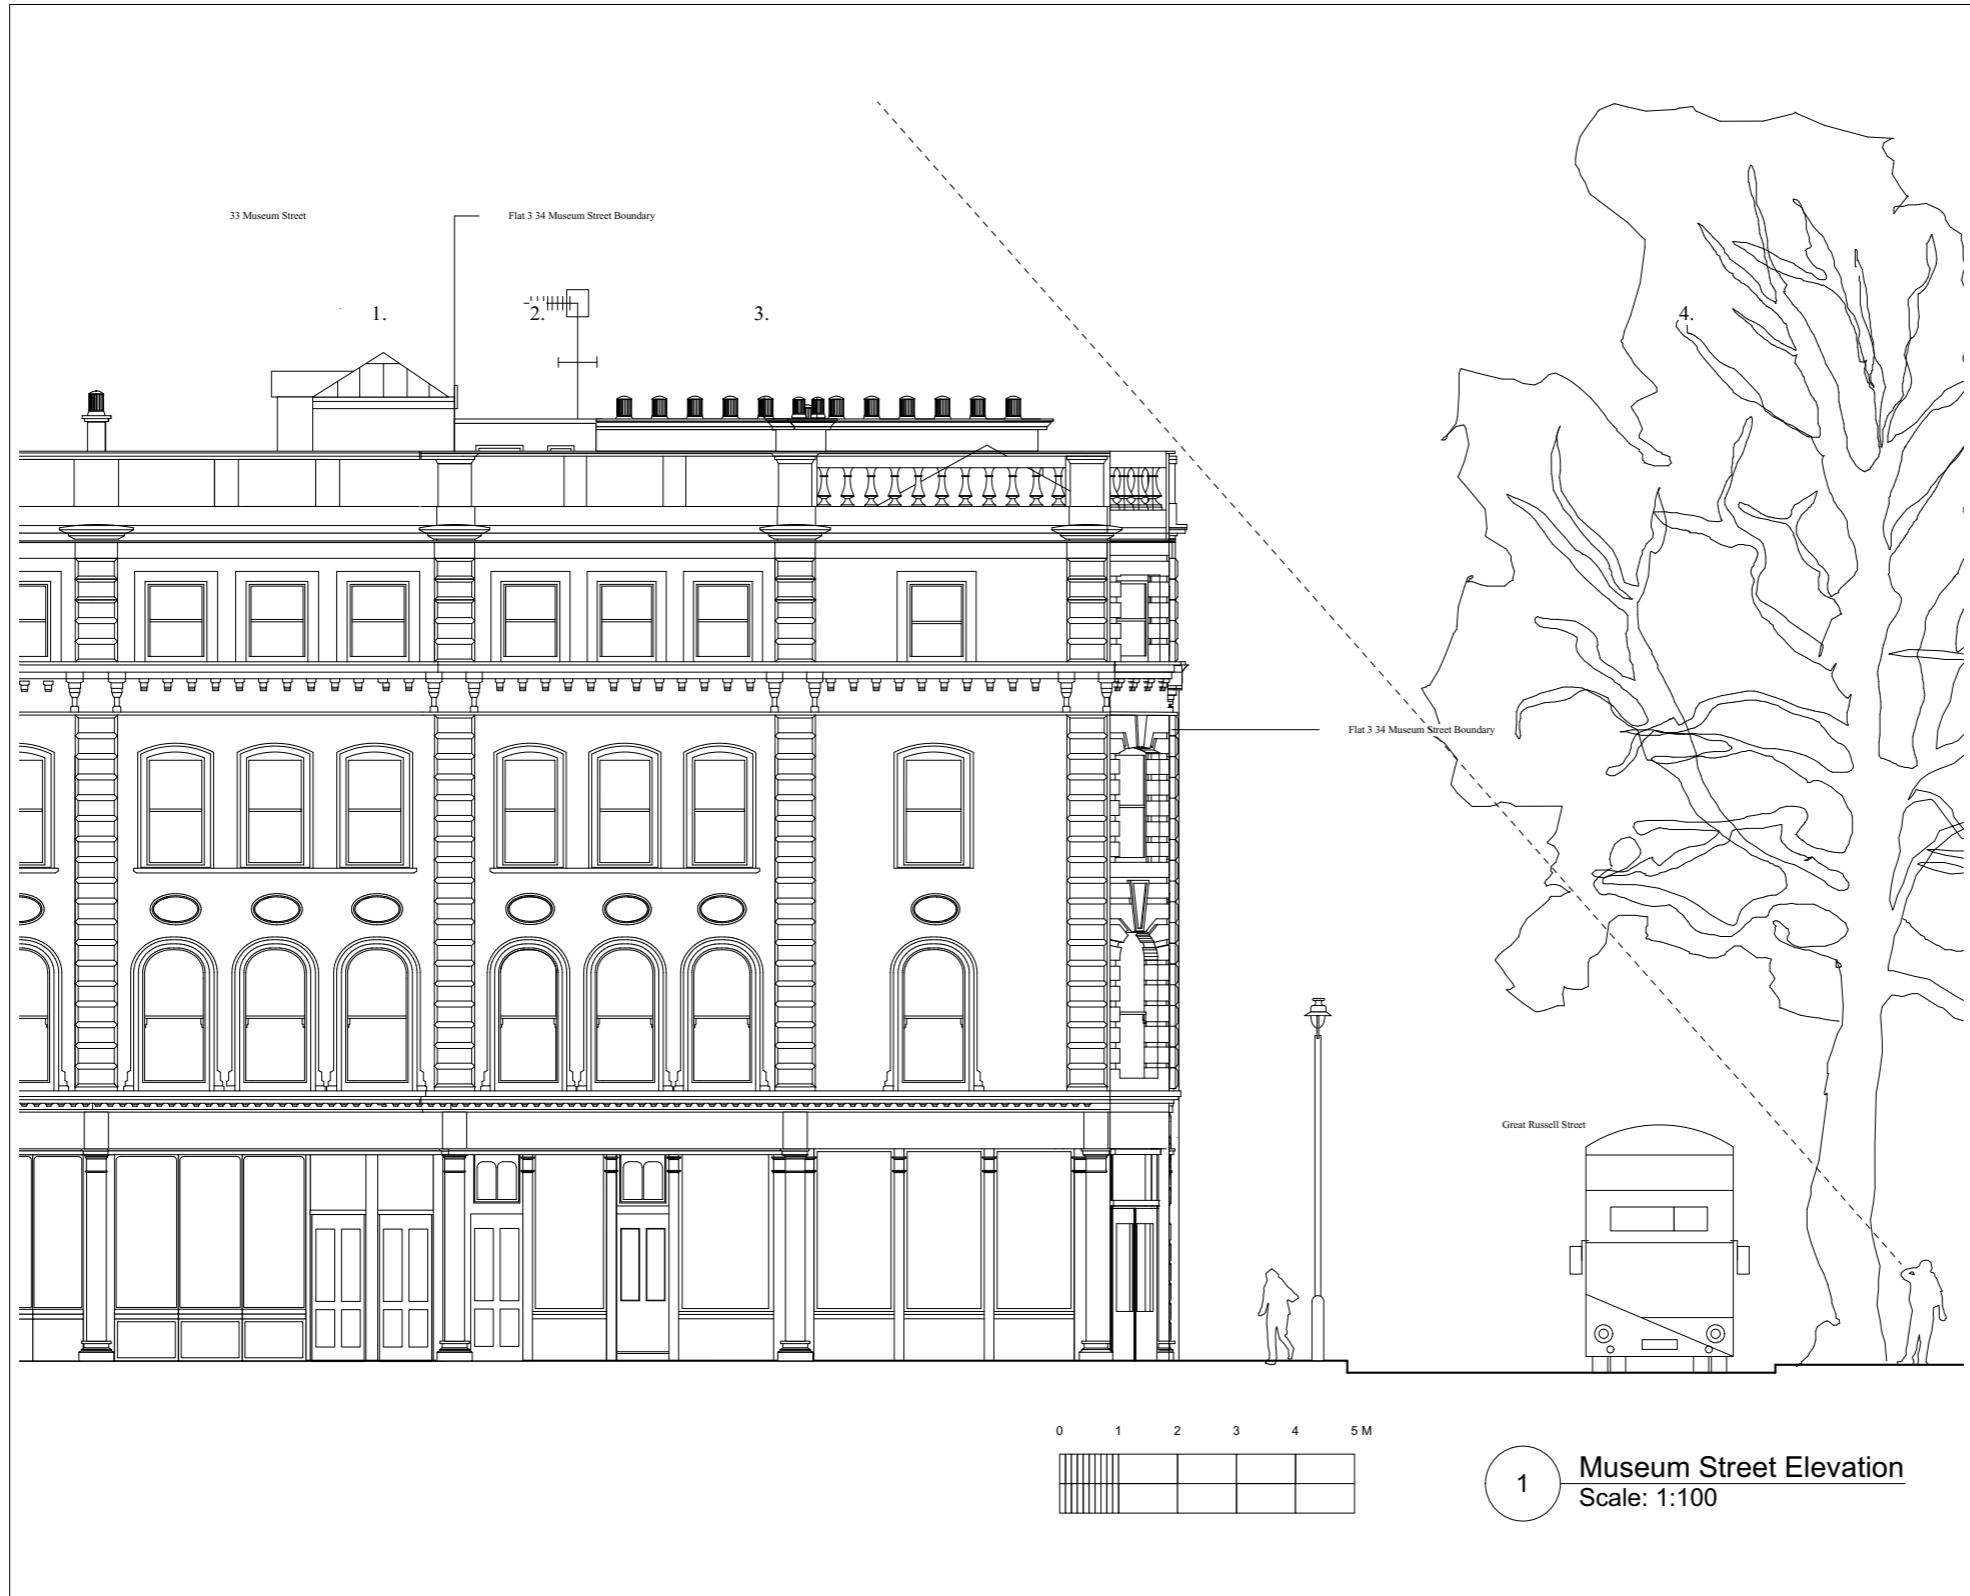 33 Museum Street
Flat 3 34 Museum Street Boundary
1.
2.
3.
4.
Flat 3 34 Museum Street Boundary
Great Russell Street
0 1 2 3 4 5 M
1
Museum Street Elevation
Scale: 1:100